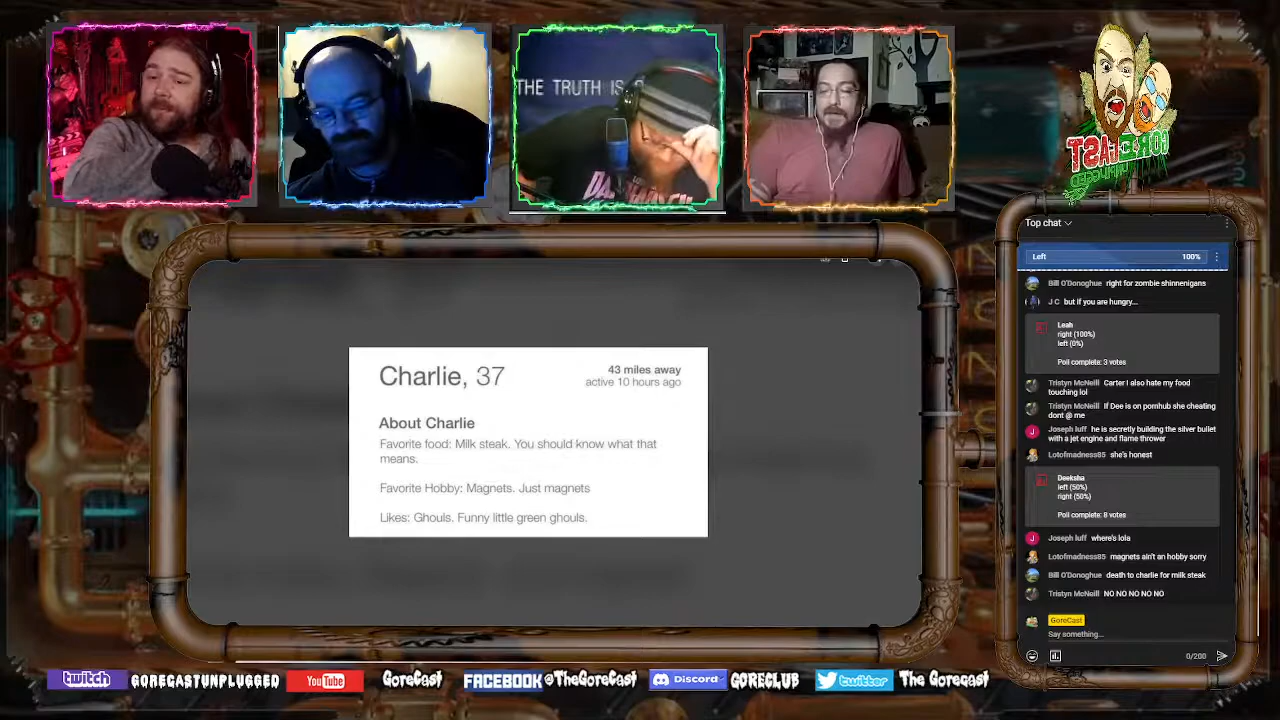 THE TRUTH IS
GORECAST
UNPLUGGED
Top chat
Left 100%
Bill O'Donoghue right for zombie shinnenigans
J C but if you are hungry...
Leah
right (100%)
left (0%)
Poll complete: 3 votes
Tristyn McNeill Carter I also hate my food
touching lol
Tristyn McNeill If Dee is on pornhub she cheating
dont @ me
Joseph luff he is secretly building the silver bullet
with a jet engine and flame thrower
Lotofmadness85 she's honest
Deeksha
left (50%)
right (50%)
Poll complete: 8 votes
Joseph luff where's lola
Lotofmadness85 magnets ain't an hobby sorry
Bill O'Donoghue death to charlie for milk steak
Tristyn McNeill NO NO NO NO NO
GoreCast
Say something...
0/200
Charlie, 37
43 miles away
active 10 hours ago
About Charlie
Favorite food: Milk steak. You should know what that
means.
Favorite Hobby: Magnets. Just magnets
Likes: Ghouls. Funny little green ghouls.
twitch GORECASTUNPLUGGED YouTube GoreCast FACEBOOK @TheGoreCast Discord GORECLUB twitter The Gorecast